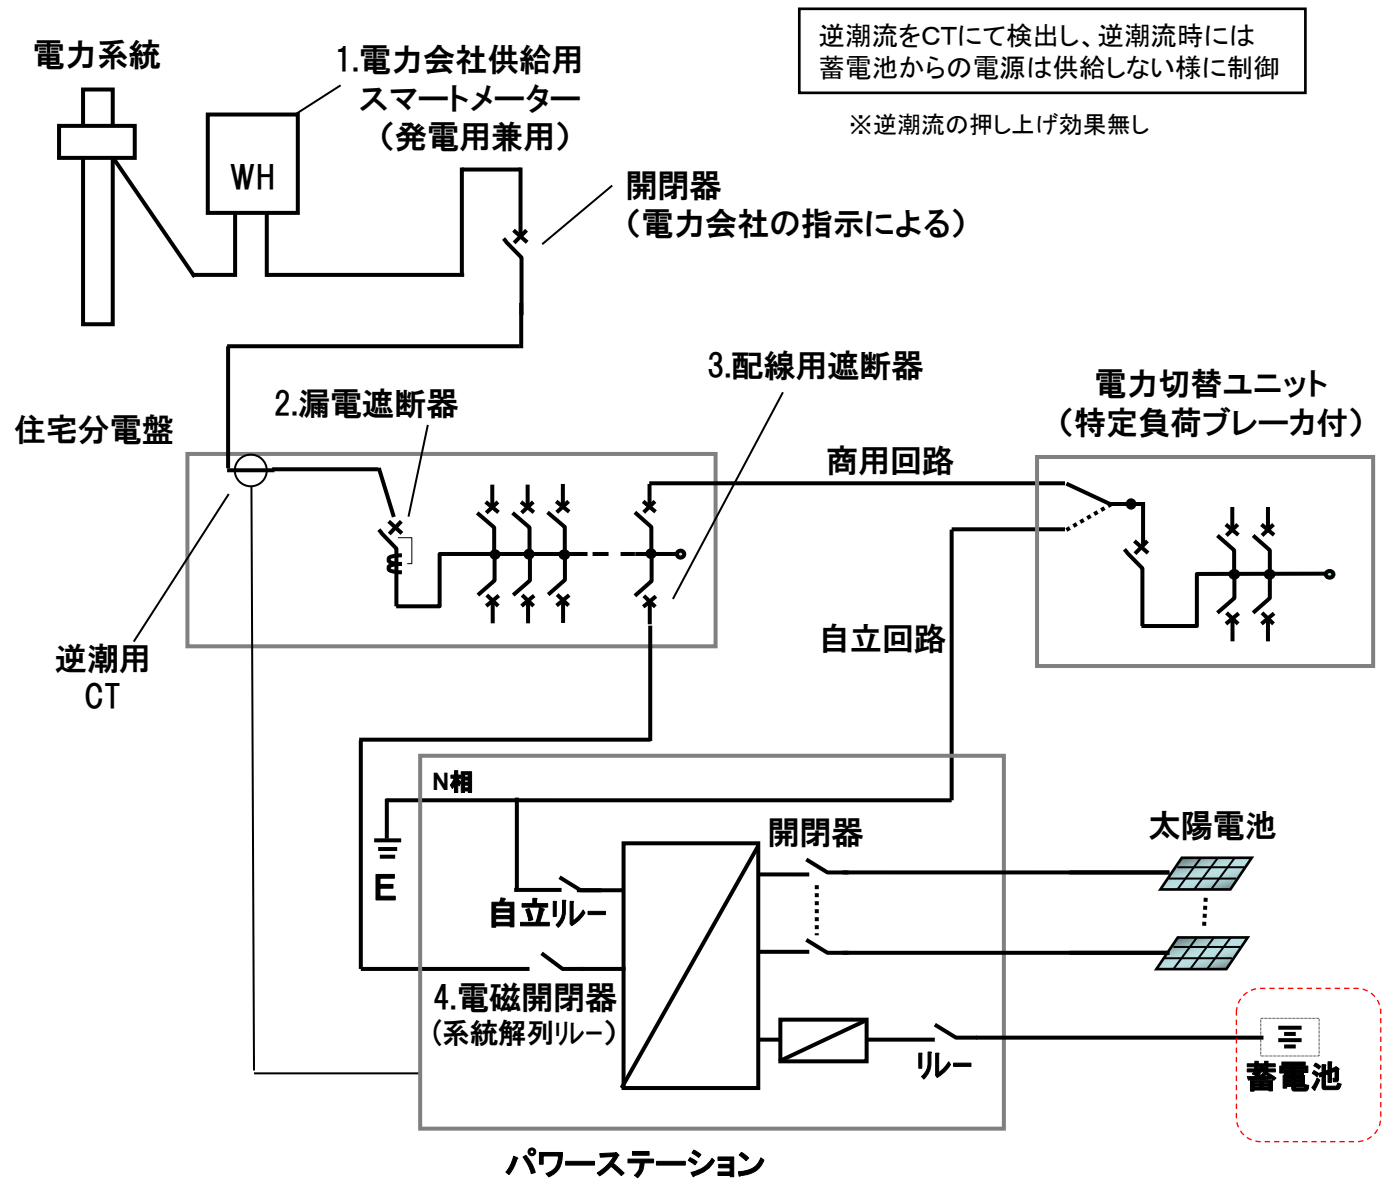 逆潮流をCTにて検出し、逆潮流時には
蓄電池からの電源は供給しない様に制御
※逆潮流の押し上げ効果無し
電力系統
1.電力会社供給用
スマートメーター
（発電用兼用）
WH
開閉器
（電力会社の指示による）
3.配線用遮断器
電力切替ユニット
（特定負荷ブレーカ付）
2.漏電遮断器
住宅分電盤
商用回路
自立回路
逆潮用
CT
N相
E
開閉器
太陽電池
自立リレー
4.電磁開閉器
（系統解列リレー）
リレー
蓄電池
パワーステーション